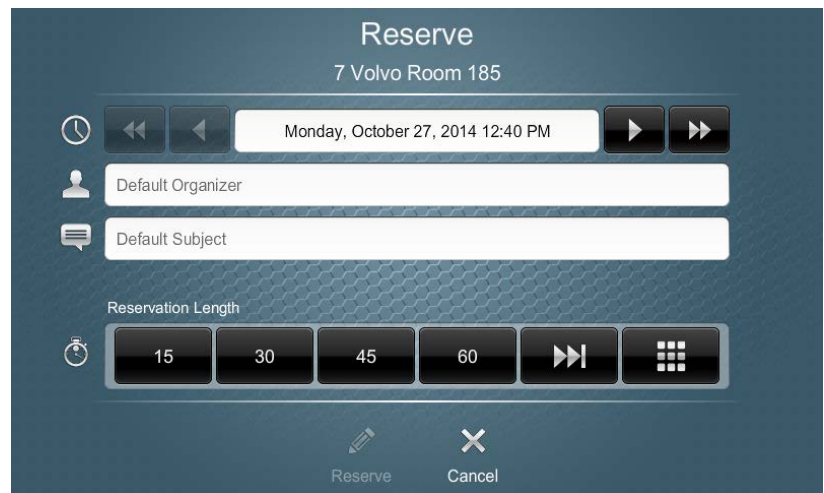 Reserve
7 Volvo Room 185
Monday, October 27, 2014 12:40 PM
Default Organizer
Default Subject
Reservation Length
15 30 45 60
Reserve Cancel